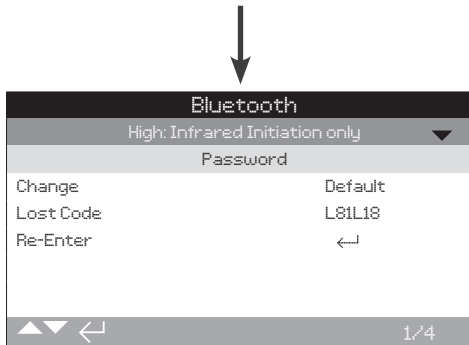 Bluetooth
High: Infrared Initiation only
Password
Change Default
Lost Code L81L18
Re-Enter
1/4